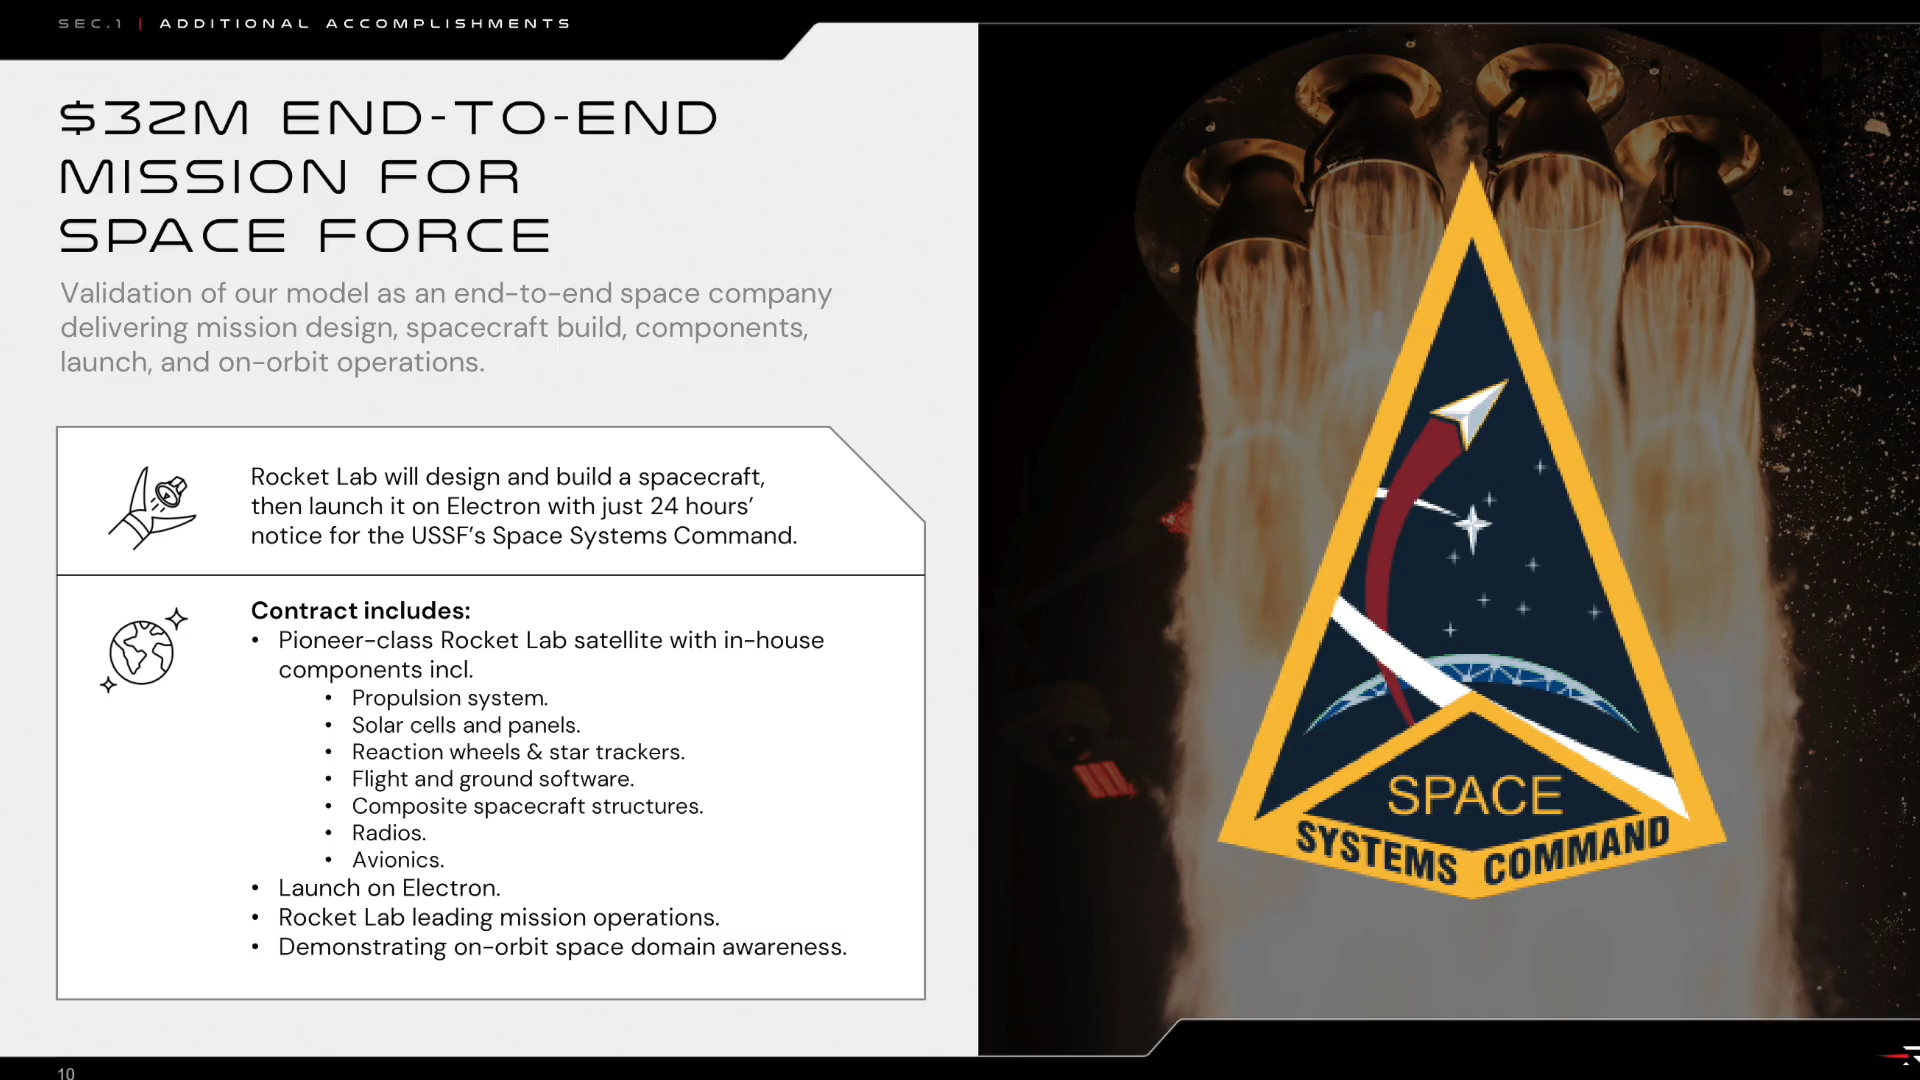 SEC.1 | ADDITIONAL ACCOMPLISHMENTS
$32M END-TO-END
MISSION FOR
SPACE FORCE
Validation of our model as an end-to-end space company
delivering mission design, spacecraft build, components,
launch, and on-orbit operations.
Rocket Lab will design and build a spacecraft,
then launch it on Electron with just 24 hours’
notice for the USSF’s Space Systems Command.
Contract includes:
• Pioneer-class Rocket Lab satellite with in-house
components incl.
• Propulsion system.
• Solar cells and panels.
• Reaction wheels & star trackers.
• Flight and ground software.
• Composite spacecraft structures.
• Radios.
• Avionics.
• Launch on Electron.
• Rocket Lab leading mission operations.
• Demonstrating on-orbit space domain awareness.
SPACE
SYSTEMS COMMAND
10